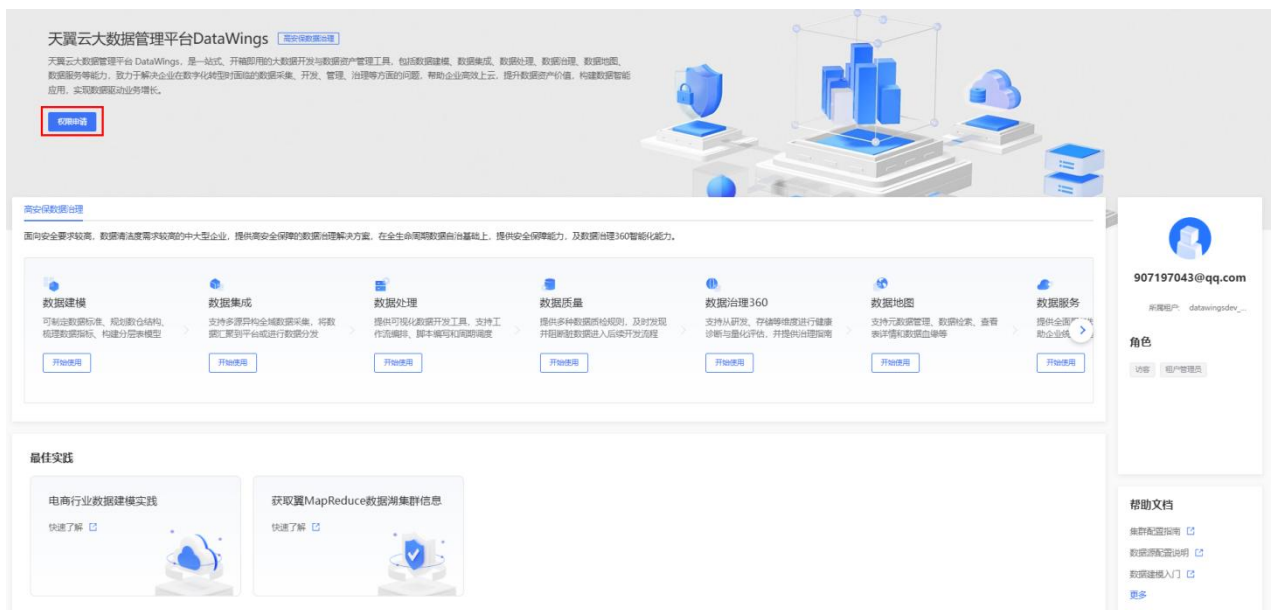 天翼云大数据管理平台DataWings 高安保数据治理
天翼云大数据管理平台 DataWings，是一站式、开箱即用的大数据开发与数据资产管理工具，包括数据建模、数据集成、数据处理、数据治理、数据地图、
数据服务等能力，致力于解决企业在数字化转型时面临的数据采集、开发、管理、治理等方面的问题，帮助企业高效上云，提升数据资产价值，构建数据智能
应用，实现数据驱动业务增长。
权限申请
高安保数据治理
面向安全要求较高，数据清洁度需求较高的中大型企业，提供高安全保障的数据治理解决方案，在全生命周期数据自治基础上，提供安全保障能力，及数据治理360智能化能力。
数据建模
可制定数据标准、规划数仓结构、
梳理数据指标、构建分层表模型
开始使用
数据集成
支持多源异构全域数据采集，将数
据汇聚到平台或进行数据分发
开始使用
数据处理
提供可视化数据开发工具，支持工
作流编排、脚本编写和周期调度
开始使用
数据质量
提供多种数据质检规则，及时发现
并阻断脏数据进入后续开发流程
开始使用
数据治理360
支持从研发、存储等维度进行健康
诊断与量化评估，并提供治理指南
开始使用
数据地图
支持元数据管理、数据检索、查看
表详情和数据血缘等
开始使用
数据服务
提供全面
助企业统
开始使用
907197043@qq.com
所属租户: datawingsdev_...
角色
访客 租户管理员
最佳实践
电商行业数据建模实践
快速了解
获取翼MapReduce数据湖集群信息
快速了解
帮助文档
集群配置指南
数据源配置说明
数据建模入门
更多